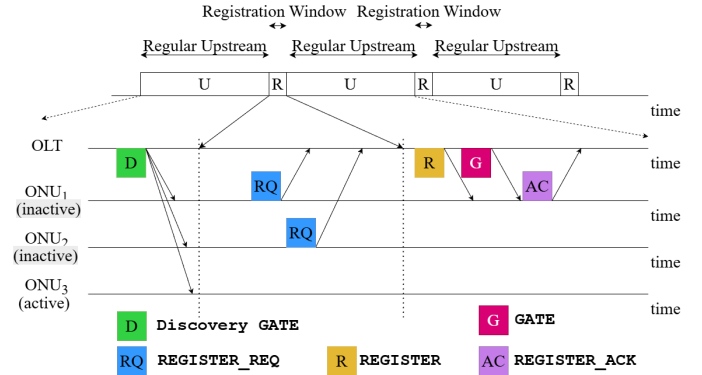 Registration Window Registration Window
Regular Upstream Regular Upstream Regular Upstream
U R U R U R
time
OLT
D R G
time
ONU1
(inactive)
RQ AC
time
ONU2
(inactive)
RQ
time
ONU3
(active)
time
D Discovery GATE G GATE
RQ REGISTER_REQ R REGISTER AC REGISTER_ACK